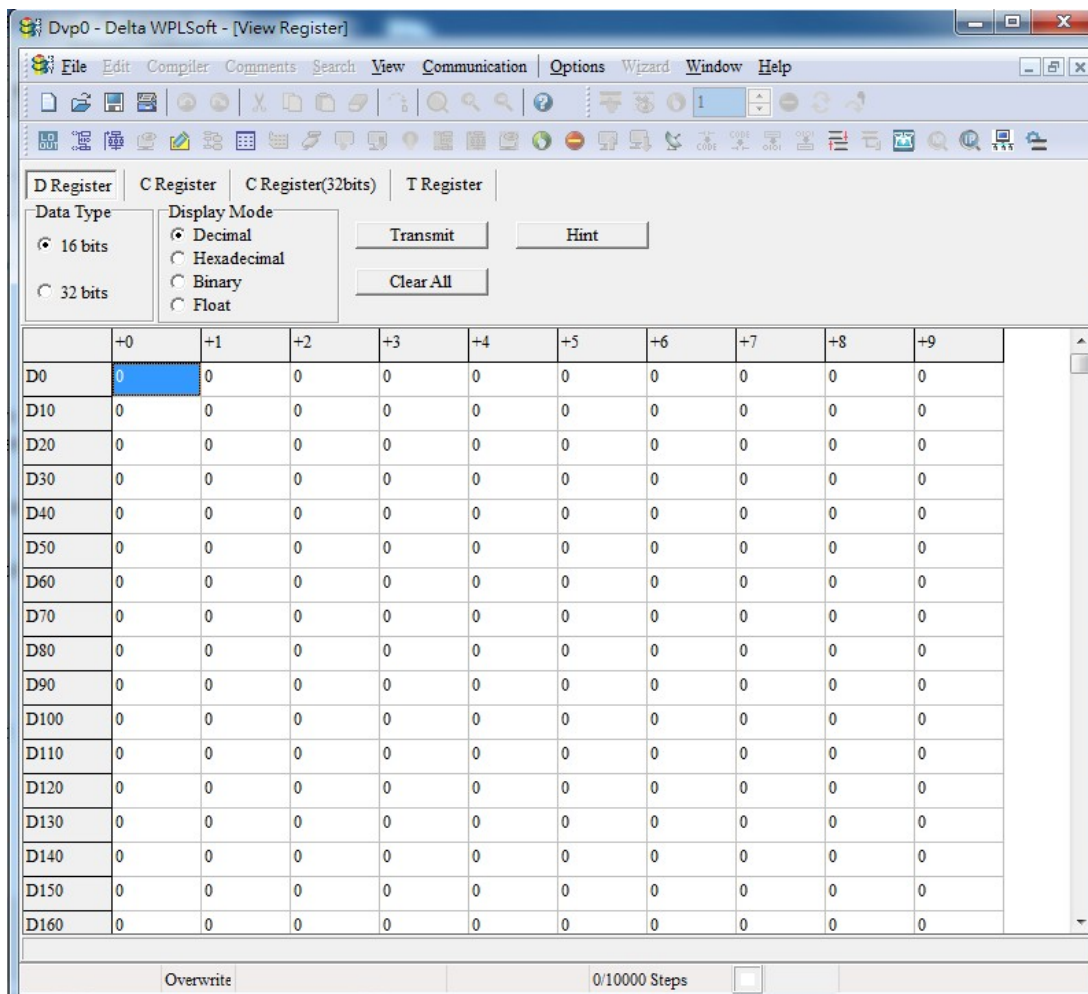 Dvp0 - Delta WPLSoft - [View Register]
File Edit Compiler Comments Search View Communication Options Wizard Window Help
1
D Register C Register C Register(32bits) T Register
Data Type Display Mode
16 bits Decimal Transmit Hint
Hexadecimal
32 bits Binary Clear All
Float
+0 +1 +2 +3 +4 +5 +6 +7 +8 +9
D0 0 0 0 0 0 0 0 0 0 0
D10 0 0 0 0 0 0 0 0 0 0
D20 0 0 0 0 0 0 0 0 0 0
D30 0 0 0 0 0 0 0 0 0 0
D40 0 0 0 0 0 0 0 0 0 0
D50 0 0 0 0 0 0 0 0 0 0
D60 0 0 0 0 0 0 0 0 0 0
D70 0 0 0 0 0 0 0 0 0 0
D80 0 0 0 0 0 0 0 0 0 0
D90 0 0 0 0 0 0 0 0 0 0
D100 0 0 0 0 0 0 0 0 0 0
D110 0 0 0 0 0 0 0 0 0 0
D120 0 0 0 0 0 0 0 0 0 0
D130 0 0 0 0 0 0 0 0 0 0
D140 0 0 0 0 0 0 0 0 0 0
D150 0 0 0 0 0 0 0 0 0 0
D160 0 0 0 0 0 0 0 0 0 0
Overwrite 0/10000 Steps